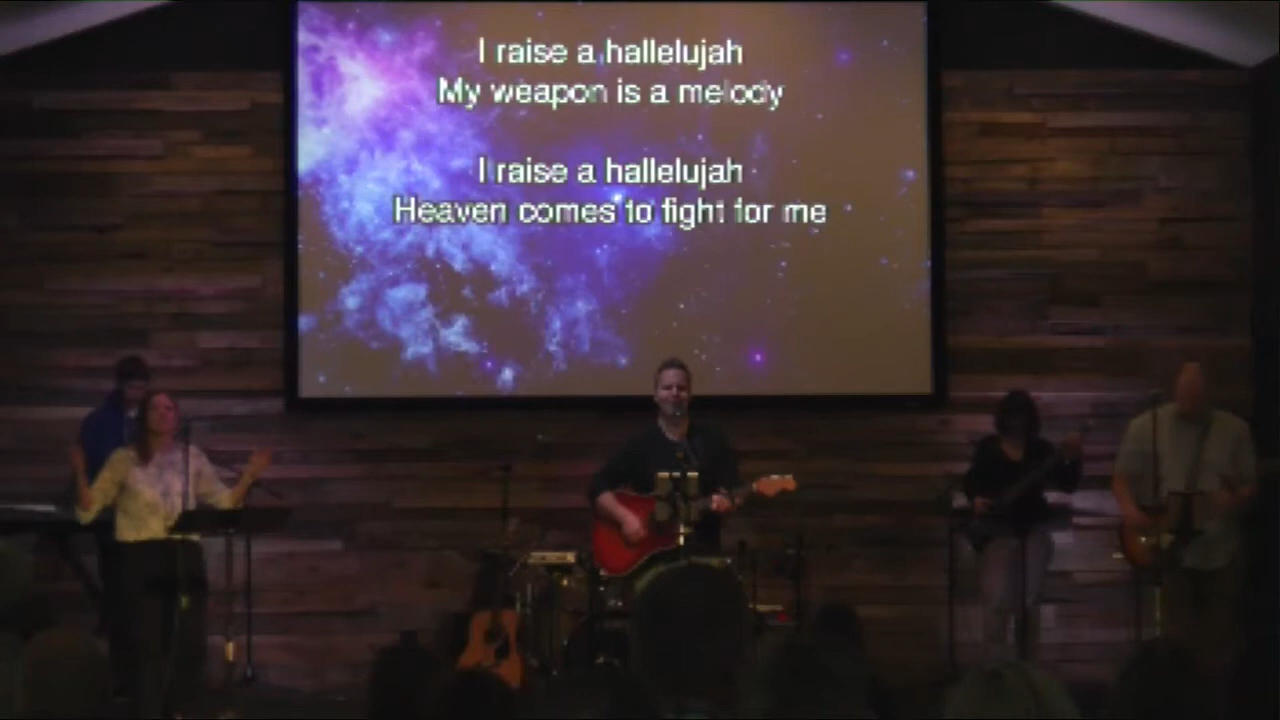 I raise a hallelujah
My weapon is a melody
I raise a hallelujah
Heaven comes to fight for me